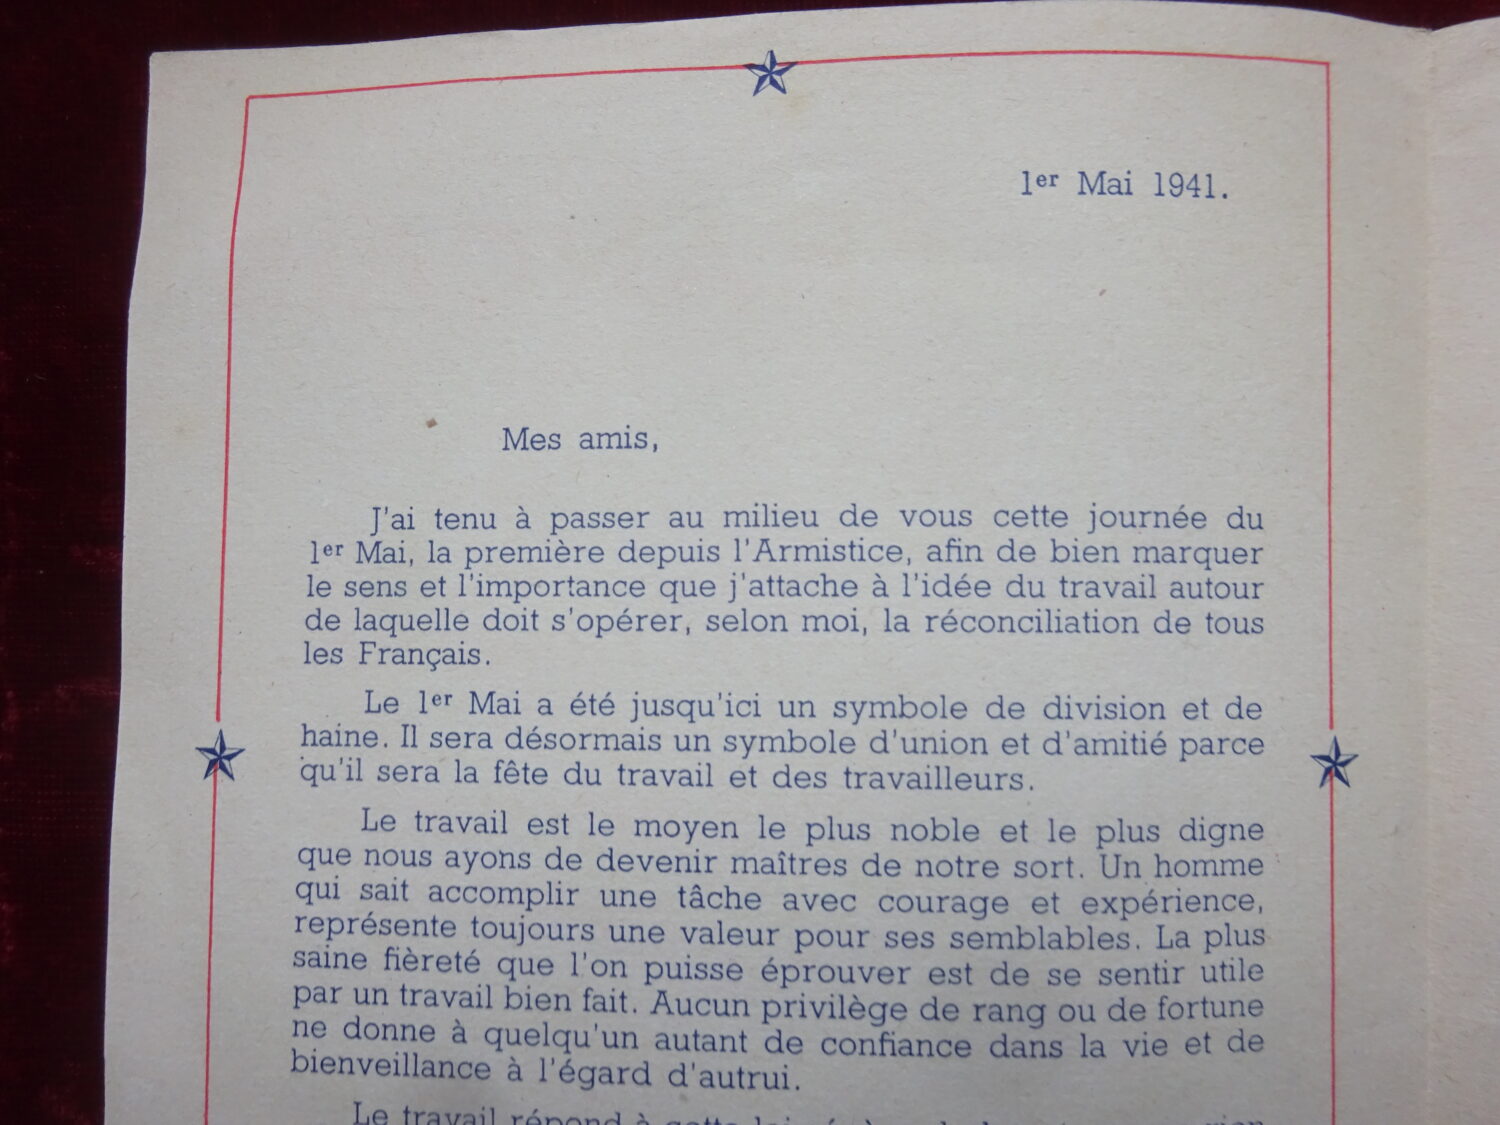 1er Mai 1941.
Mes amis,
J'ai tenu à passer au milieu de vous cette journée du
1er Mai, la première depuis l'Armistice, afin de bien marquer
le sens et l'importance que j'attache à l'idée du travail autour
de laquelle doit s'opérer, selon moi, la réconciliation de tous
les Français.
Le 1er Mai a été jusqu'ici un symbole de division et de
haine. Il sera désormais un symbole d'union et d'amitié parce
qu'il sera la fête du travail et des travailleurs.
Le travail est le moyen le plus noble et le plus digne
que nous ayons de devenir maîtres de notre sort. Un homme
qui sait accomplir une tâche avec courage et expérience,
représente toujours une valeur pour ses semblables. La plus
saine fièreté que l'on puisse éprouver est de se sentir utile
par un travail bien fait. Aucun privilège de rang ou de fortune
ne donne à quelqu'un autant de confiance dans la vie et de
bienveillance à l'égard d'autrui.
Le travail répond à cette loi